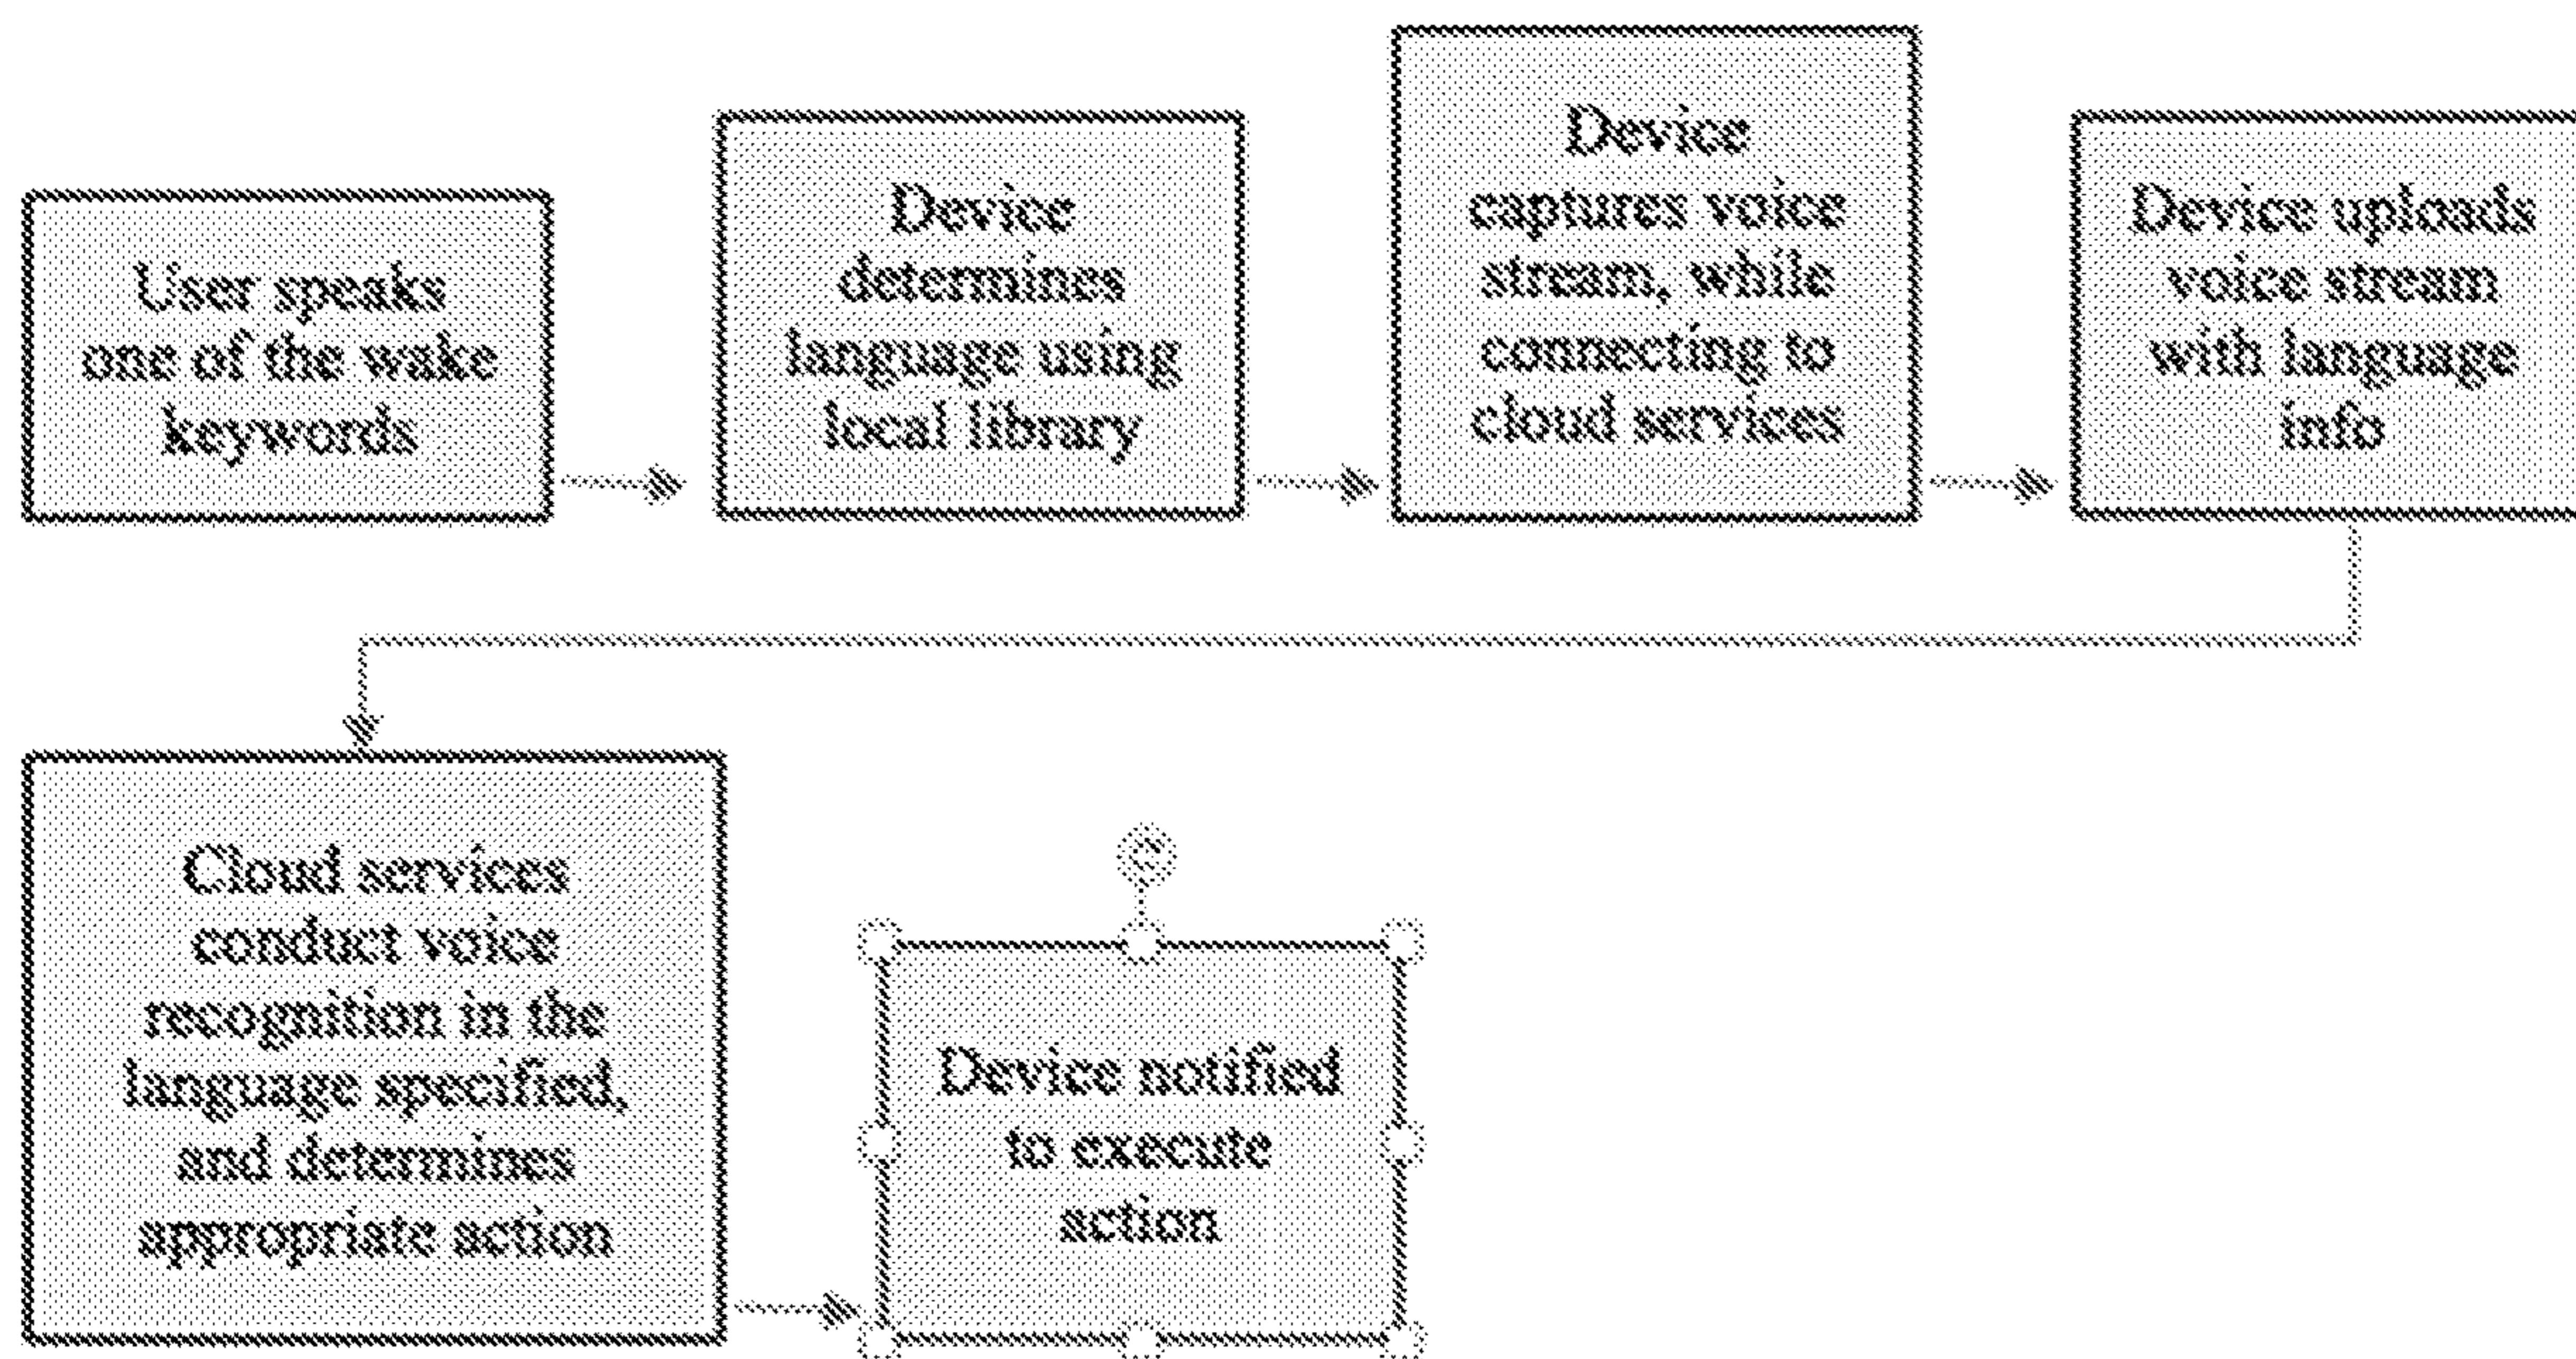 User speaks
one of the wake
keywords
Device
determines
language using
local library
Device
captures voice
stream, while
connecting to
cloud services
Device uploads
voice stream
with language
info
Cloud services
conduct voice
recognition in the
language specified,
and determines
appropriate action
Device notified
to execute
action